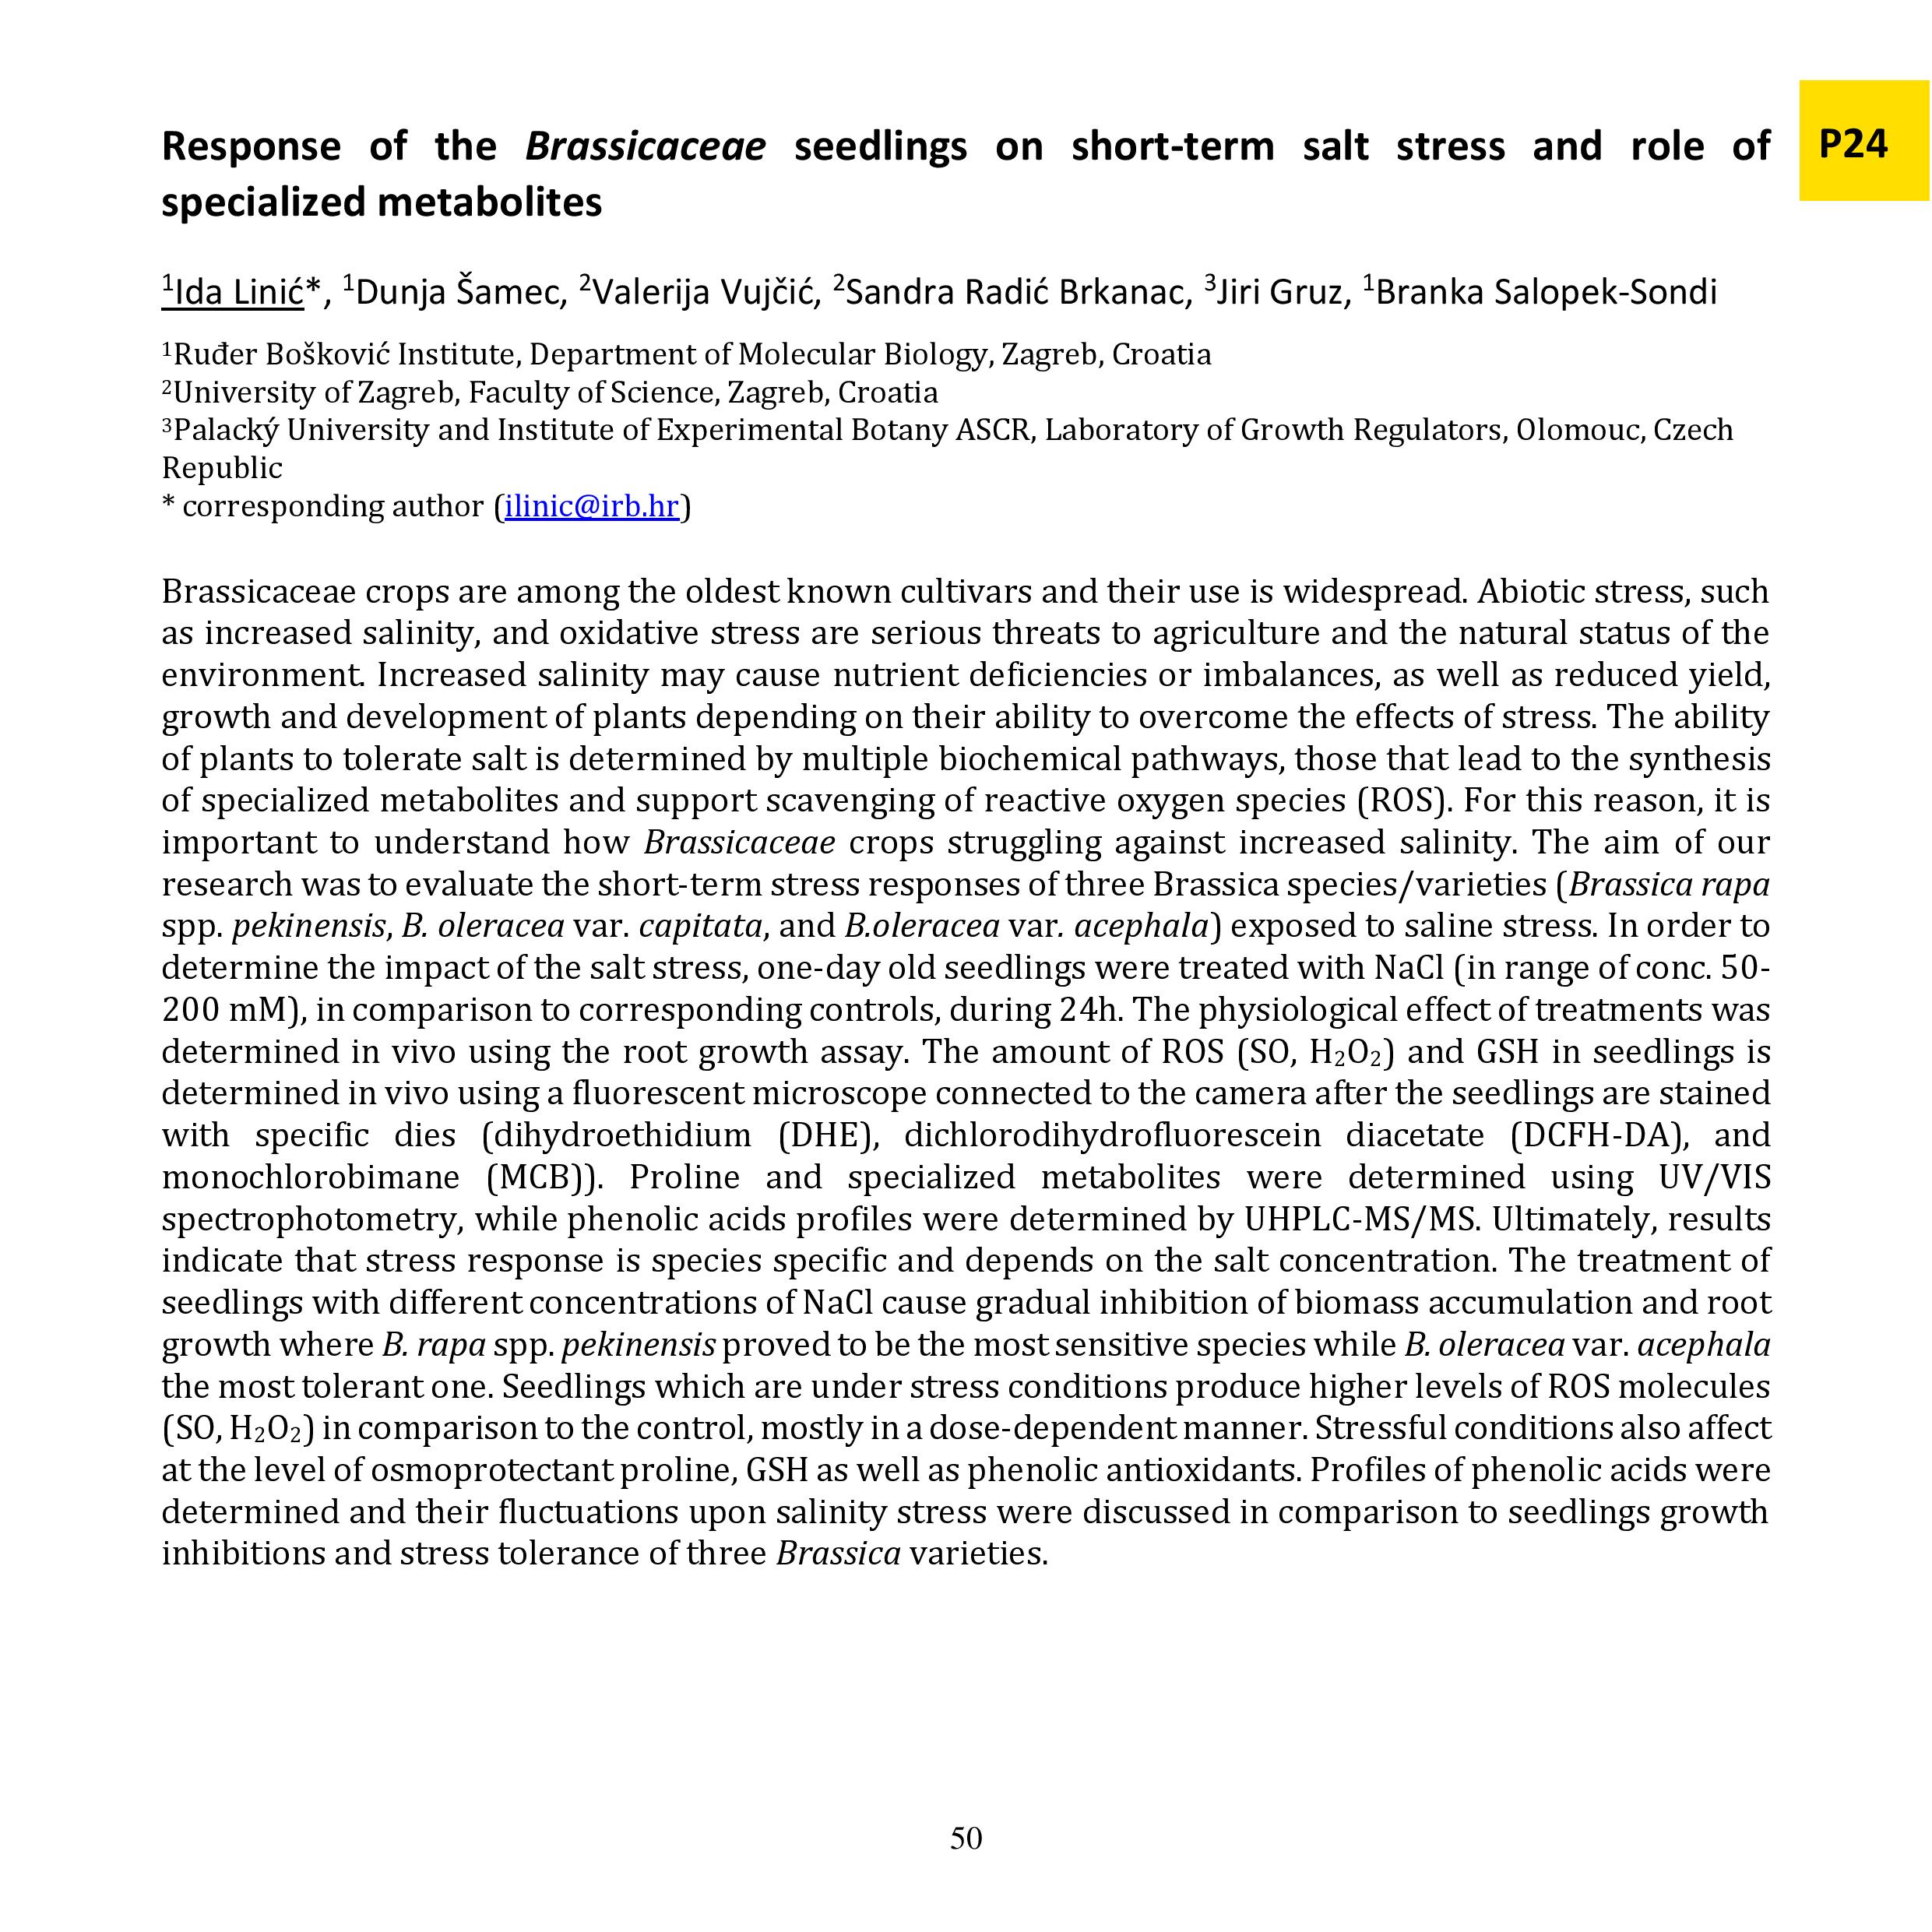 Response of the Brassicaceae seedlings on short-term salt stress and role of
specialized metabolites
P24
¹Ida Linić*, ¹Dunja Šamec, ²Valerija Vujčić, ²Sandra Radić Brkanac, ³Jiri Gruz, ¹Branka Salopek-Sondi
¹Ruđer Bošković Institute, Department of Molecular Biology, Zagreb, Croatia
²University of Zagreb, Faculty of Science, Zagreb, Croatia
³Palacký University and Institute of Experimental Botany ASCR, Laboratory of Growth Regulators, Olomouc, Czech
Republic
* corresponding author (ilinic@irb.hr)
Brassicaceae crops are among the oldest known cultivars and their use is widespread. Abiotic stress, such
as increased salinity, and oxidative stress are serious threats to agriculture and the natural status of the
environment. Increased salinity may cause nutrient deficiencies or imbalances, as well as reduced yield,
growth and development of plants depending on their ability to overcome the effects of stress. The ability
of plants to tolerate salt is determined by multiple biochemical pathways, those that lead to the synthesis
of specialized metabolites and support scavenging of reactive oxygen species (ROS). For this reason, it is
important to understand how Brassicaceae crops struggling against increased salinity. The aim of our
research was to evaluate the short-term stress responses of three Brassica species/varieties (Brassica rapa
spp. pekinensis, B. oleracea var. capitata, and B.oleracea var. acephala) exposed to saline stress. In order to
determine the impact of the salt stress, one-day old seedlings were treated with NaCl (in range of conc. 50-
200 mM), in comparison to corresponding controls, during 24h. The physiological effect of treatments was
determined in vivo using the root growth assay. The amount of ROS (SO, H₂O₂) and GSH in seedlings is
determined in vivo using a fluorescent microscope connected to the camera after the seedlings are stained
with specific dies (dihydroethidium (DHE), dichlorodihydrofluorescein diacetate (DCFH-DA), and
monochlorobimane (MCB)). Proline and specialized metabolites were determined using UV/VIS
spectrophotometry, while phenolic acids profiles were determined by UHPLC-MS/MS. Ultimately, results
indicate that stress response is species specific and depends on the salt concentration. The treatment of
seedlings with different concentrations of NaCl cause gradual inhibition of biomass accumulation and root
growth where B. rapa spp. pekinensis proved to be the most sensitive species while B. oleracea var. acephala
the most tolerant one. Seedlings which are under stress conditions produce higher levels of ROS molecules
(SO, H₂O₂) in comparison to the control, mostly in a dose-dependent manner. Stressful conditions also affect
at the level of osmoprotectant proline, GSH as well as phenolic antioxidants. Profiles of phenolic acids were
determined and their fluctuations upon salinity stress were discussed in comparison to seedlings growth
inhibitions and stress tolerance of three Brassica varieties.
50